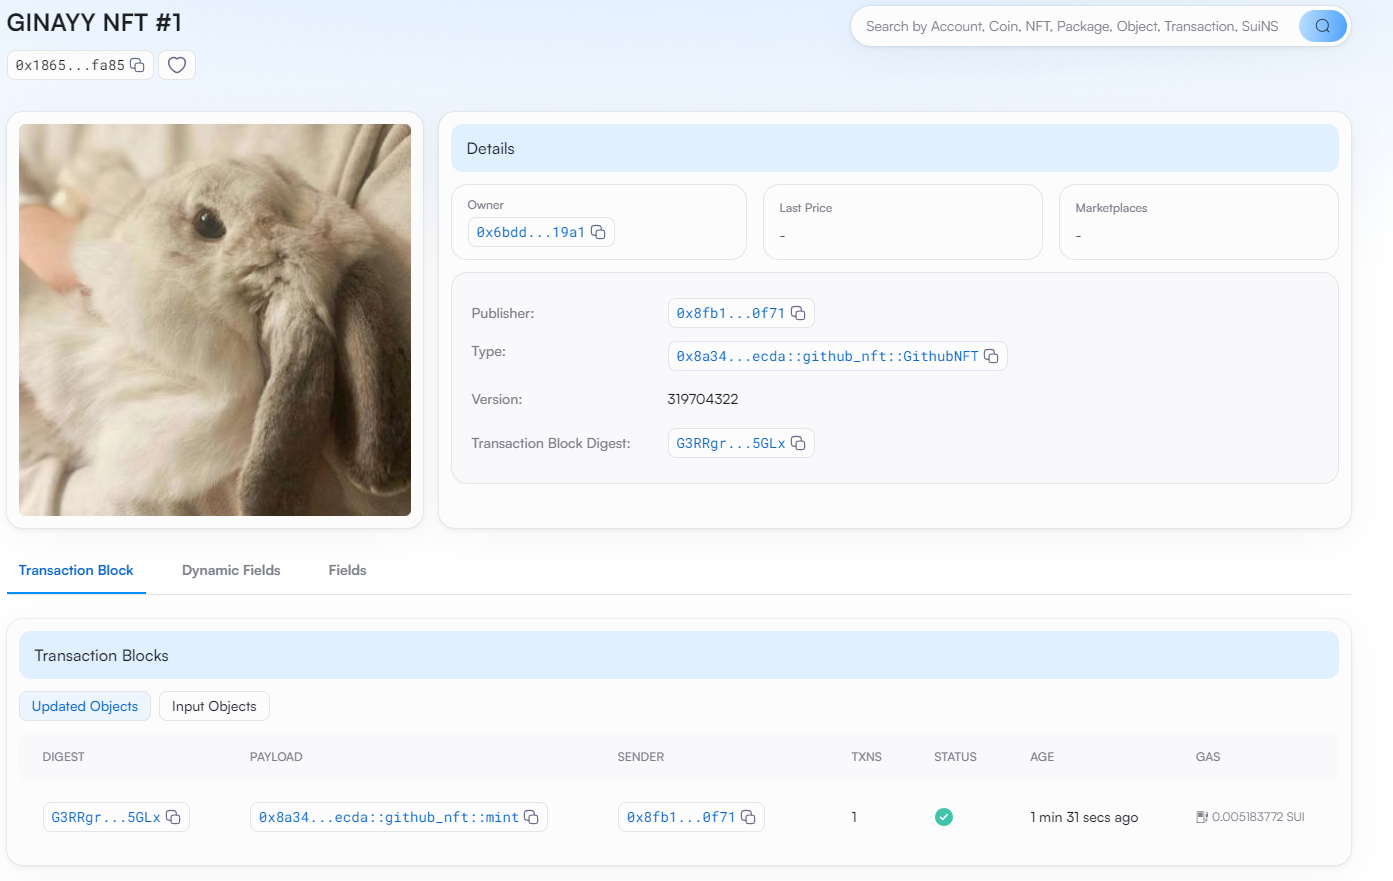 GINAYY NFT #1
Search by Account, Coin, NFT, Package, Object, Transaction, SuiNS
0x1865...fa85
Details
Owner
0x6bdd...19a1
Last Price
-
Marketplaces
-
Publisher:
0x8fb1...0f71
Type:
0x8a34...ecda::github_nft::GithubNFT
Version:
319704322
Transaction Block Digest:
G3RRgr...5GLx
Transaction Block
Dynamic Fields
Fields
Transaction Blocks
Updated Objects
Input Objects
DIGEST PAYLOAD SENDER TXNS STATUS AGE GAS
G3RRgr...5GLx 0x8a34...ecda::github_nft::mint 0x8fb1...0f71 1 1 min 31 secs ago 0.005183772 SUI